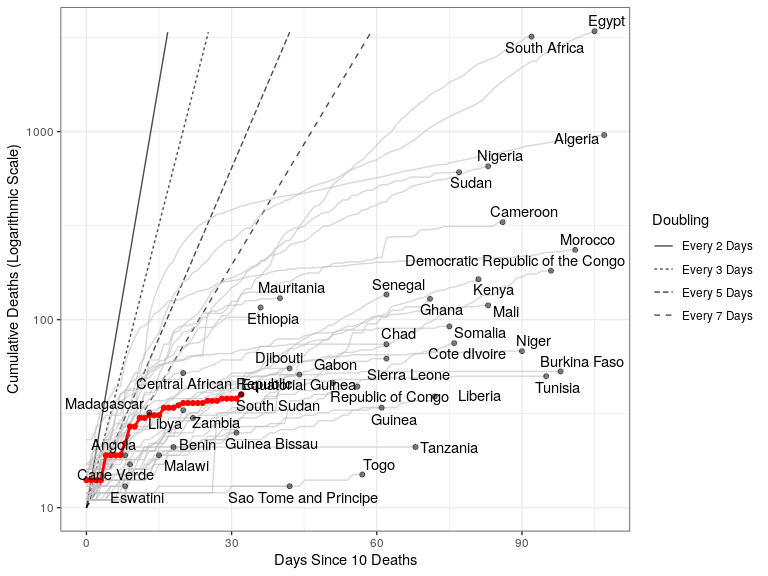 Egypt
South Africa
1000
Algeria
Nigeria
Sudan
Cameroon
Morocco
Democratic Republic of the Congo
Mauritania
Senegal
Kenya
Ghana
Mali
Ethiopia
100
Chad
Somalia
Niger
Djibouti
Gabon
Cote dIvoire
Burkina Faso
Central African Republic
Equatorial Guinea
Sierra Leone
Tunisia
Madagascar
South Sudan
Republic of Congo
Liberia
Libya
Zambia
Guinea
Angola
Benin
Guinea Bissau
Tanzania
Cape Verde
Malawi
Togo
Eswatini
Sao Tome and Principe
10
0
30
60
90
Days Since 10 Deaths
Cumulative Deaths (Logarithmic Scale)
Doubling
Every 2 Days
Every 3 Days
Every 5 Days
Every 7 Days